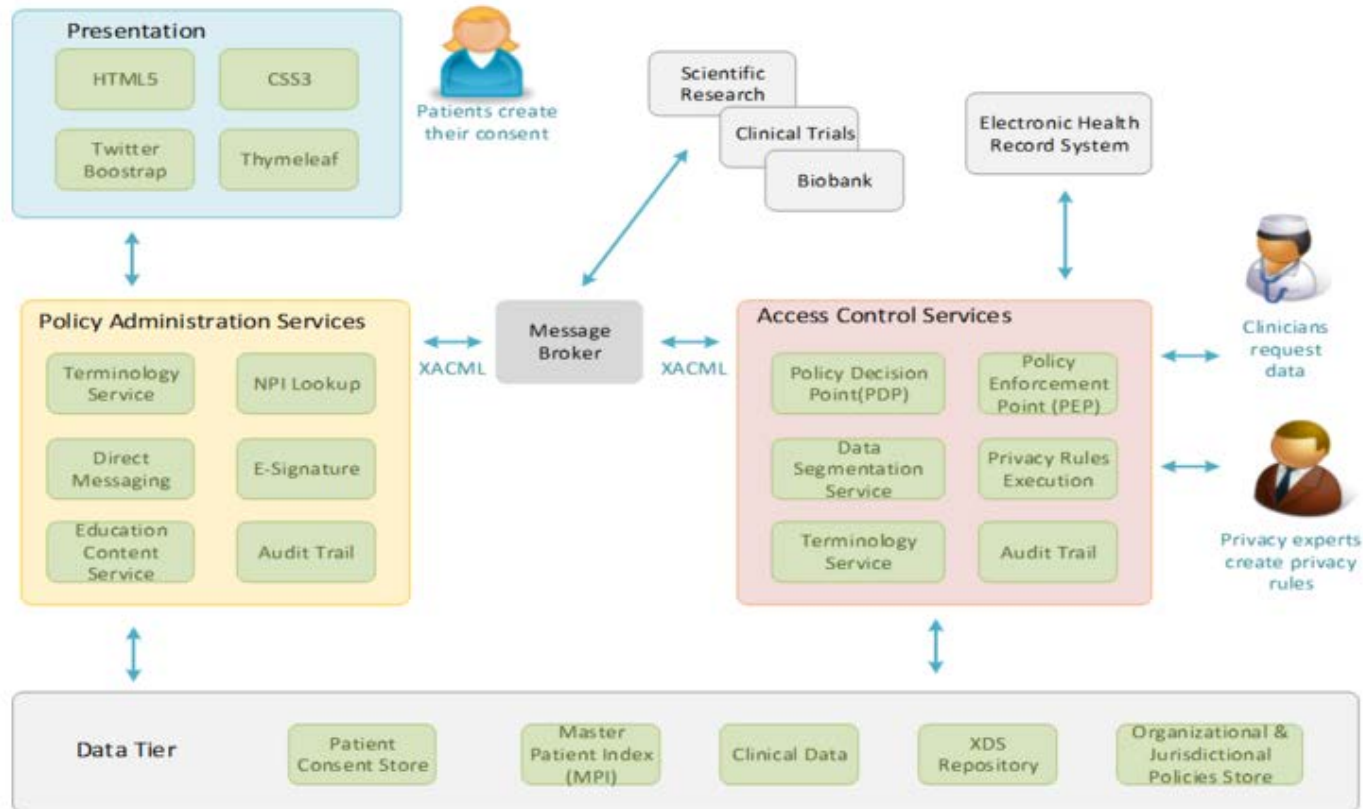 Presentation
HTML5
CSS3
Twitter
Boostrap
Thymeleaf
Patients create
their consent
Scientific
Research
Clinical Trials
Biobank
Electronic Health
Record System
Policy Administration Services
Terminology
Service
NPI Lookup
Direct
Messaging
E-Signature
Education
Content
Service
Audit Trail
XACML
Message
Broker
XACML
Access Control Services
Policy Decision
Point(PDP)
Policy
Enforcement
Point (PEP)
Data
Segmentation
Service
Privacy Rules
Execution
Terminology
Service
Audit Trail
Clinicians
request
data
Privacy experts
create privacy
rules
Data Tier
Patient
Consent Store
Master
Patient Index
(MPI)
Clinical Data
XDS
Repository
Organizational &
Jurisdictional
Policies Store